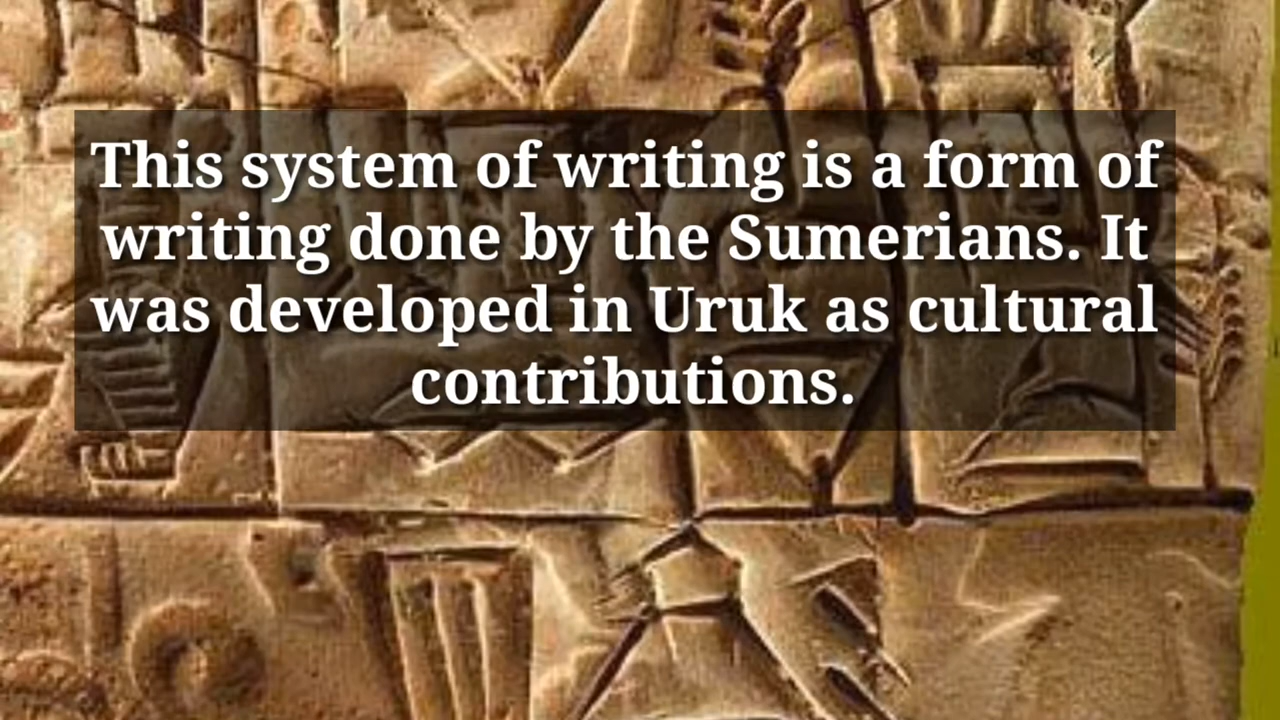 This system of writing is a form of
writing done by the Sumerians. It
was developed in Uruk as cultural
contributions.